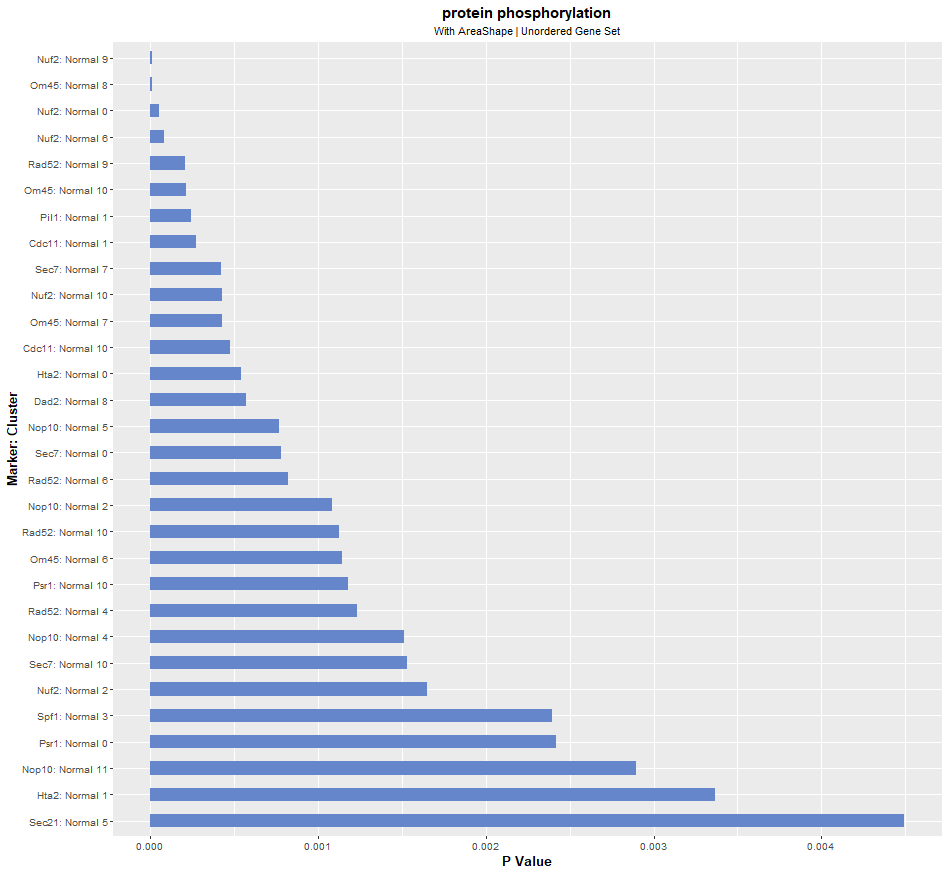 protein phosphorylation
With AreaShape | Unordered Gene Set
Marker: Cluster
Nuf2: Normal 9
Om45: Normal 8
Nuf2: Normal 0
Nuf2: Normal 6
Rad52: Normal 9
Om45: Normal 10
Pil1: Normal 1
Cdc11: Normal 1
Sec7: Normal 7
Nuf2: Normal 10
Om45: Normal 7
Cdc11: Normal 10
Hta2: Normal 0
Dad2: Normal 8
Nop10: Normal 5
Sec7: Normal 0
Rad52: Normal 6
Nop10: Normal 2
Rad52: Normal 10
Om45: Normal 6
Psr1: Normal 10
Rad52: Normal 4
Nop10: Normal 4
Sec7: Normal 10
Nuf2: Normal 2
Spf1: Normal 3
Psr1: Normal 0
Nop10: Normal 11
Hta2: Normal 1
Sec21: Normal 5
0.000 0.001 0.002 0.003 0.004
P Value